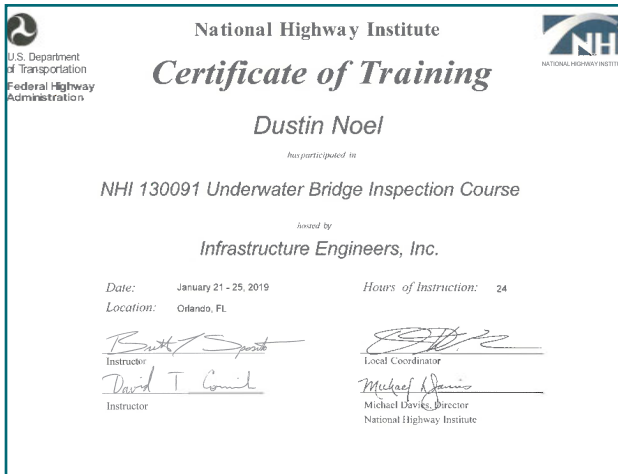 National Highway Institute
U.S. Department
of Transportation
Federal Highway
Administration
NHI
NATIONAL HIGHWAY INSTIT
Certificate of Training
Dustin Noel
has participated in
NHI 130091 Underwater Bridge Inspection Course
hosted by
Infrastructure Engineers, Inc.
Date: January 21 - 25, 2019
Hours of Instruction: 24
Location: Orlando, FL
Instructor
Local Coordinator
David T
Michael Davies
Instructor
Michael Davies, Director
National Highway Institute